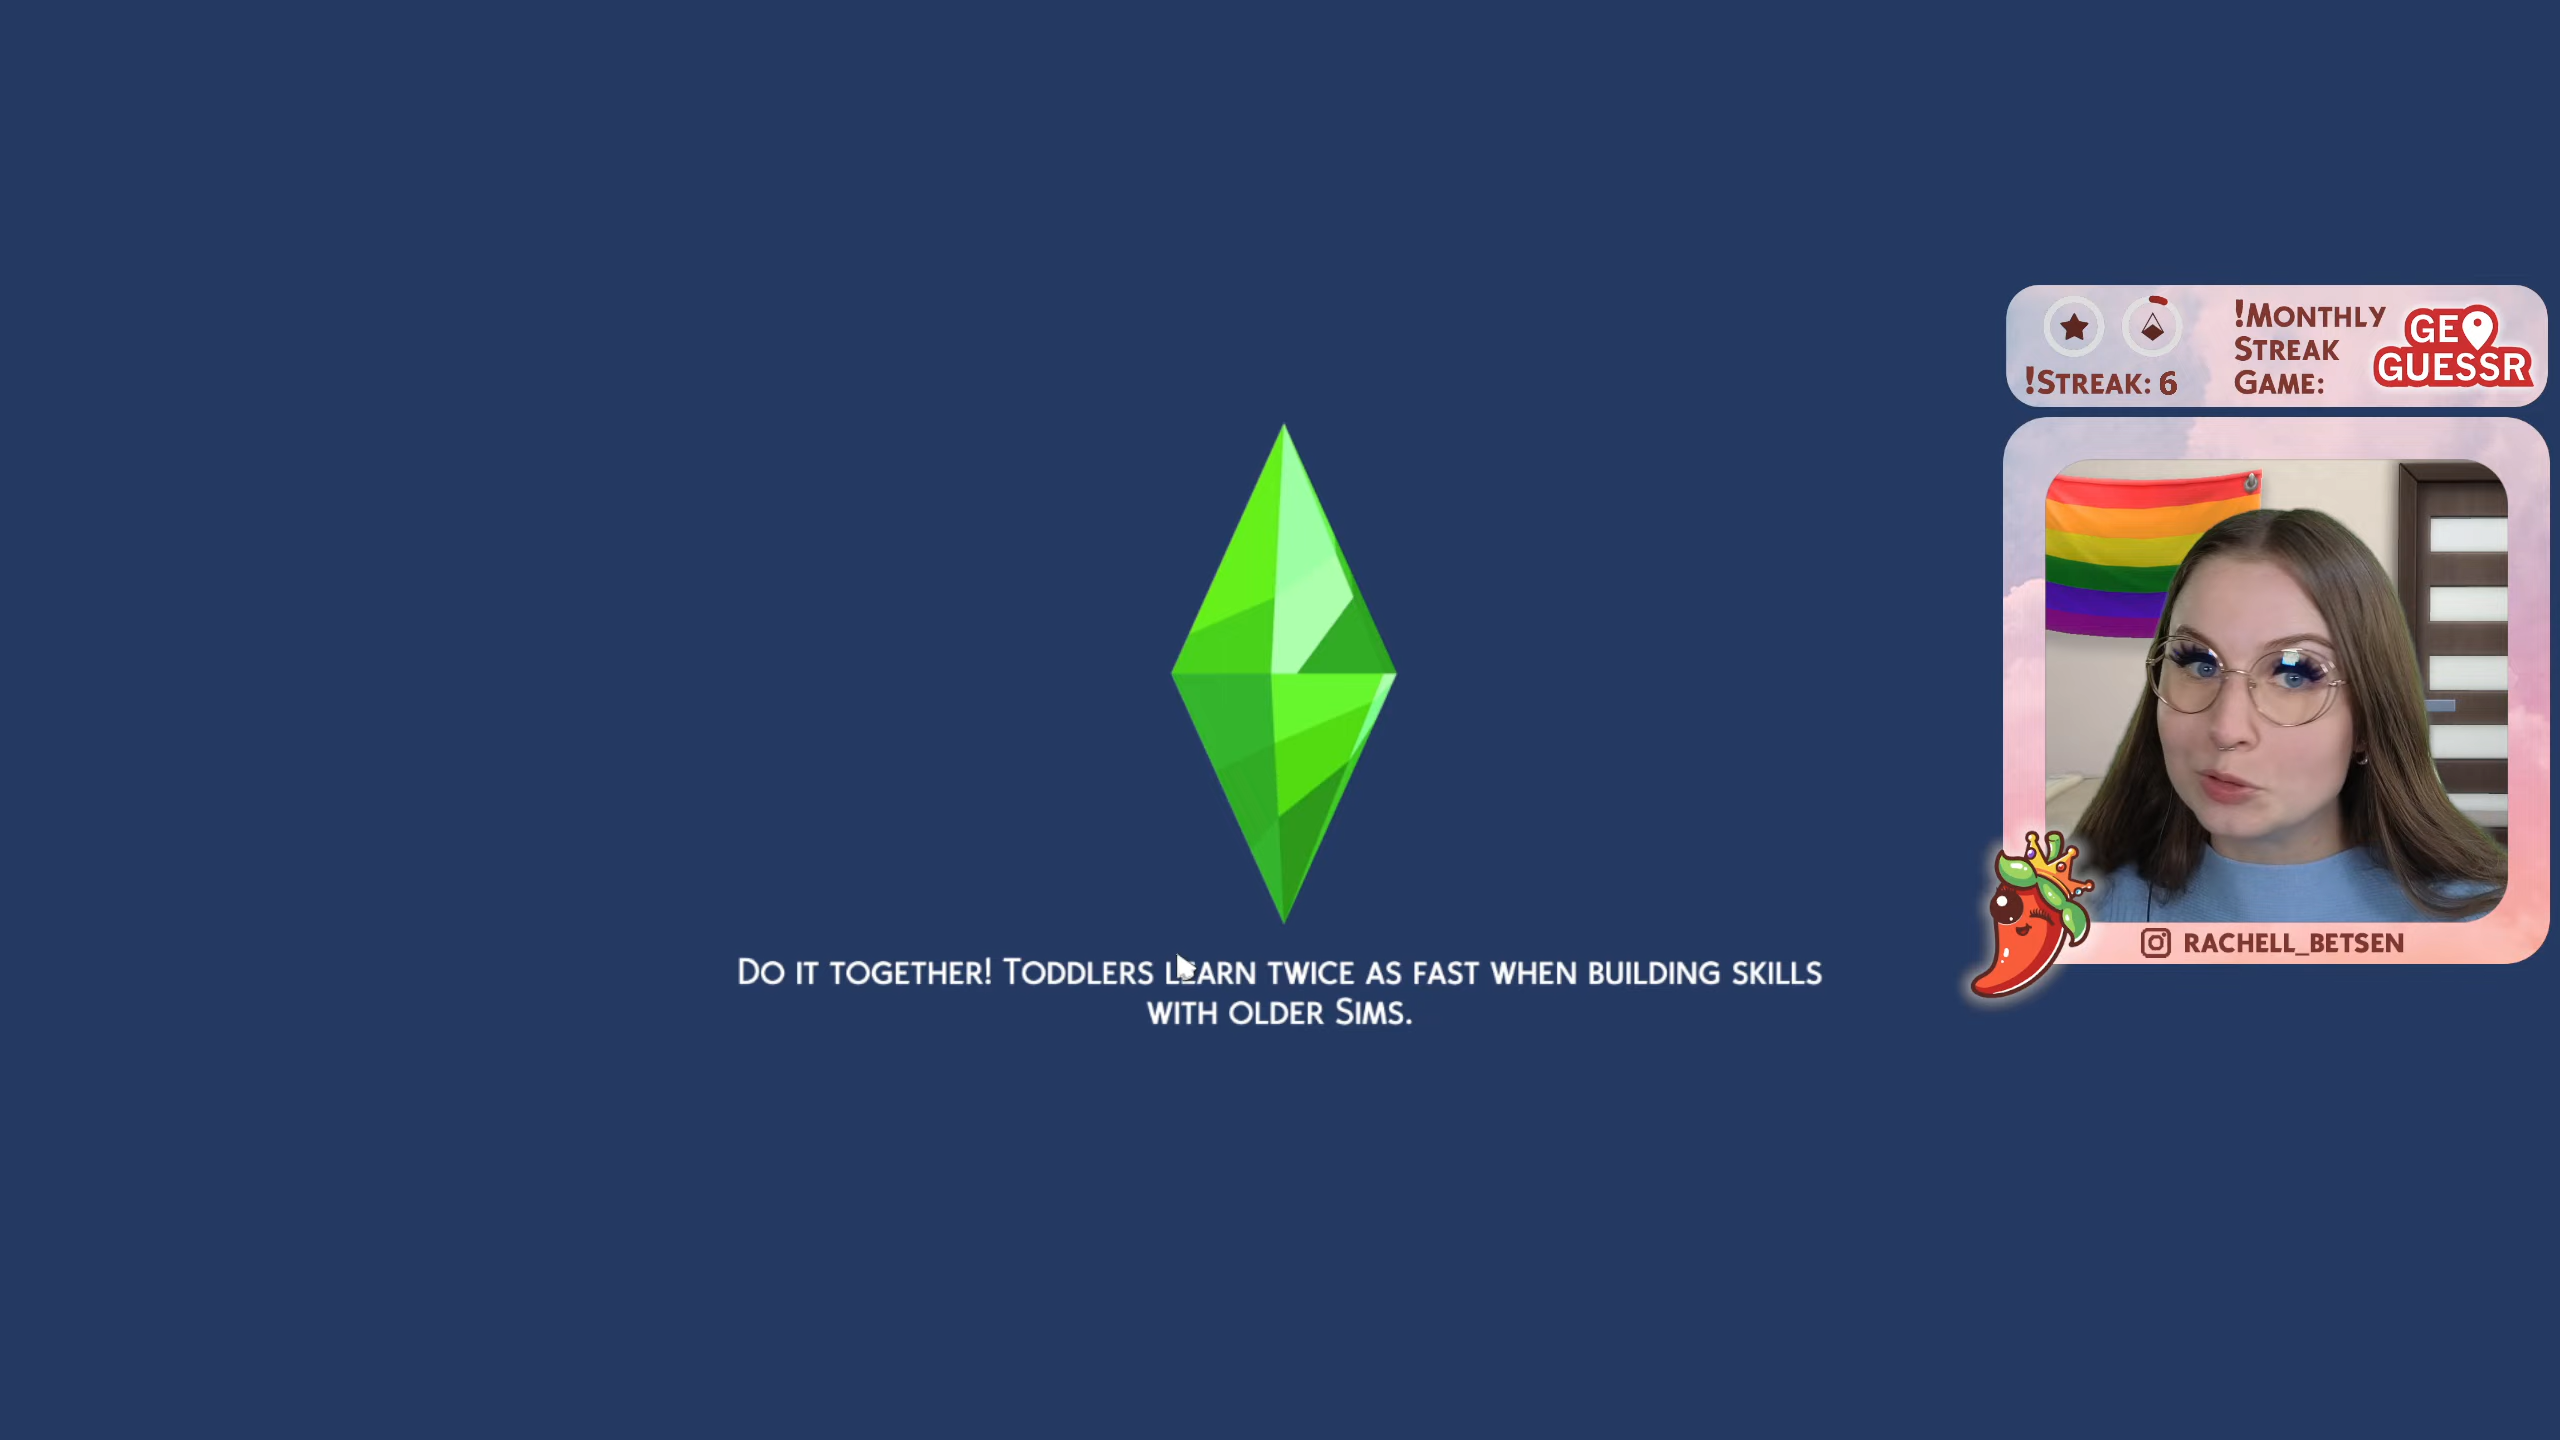 !Monthly
Streak
Game:
GEO
GUESSR
!Streak: 6
RACHELL_BETSEN
Do it together! Toddlers learn twice as fast when building skills
with older Sims.